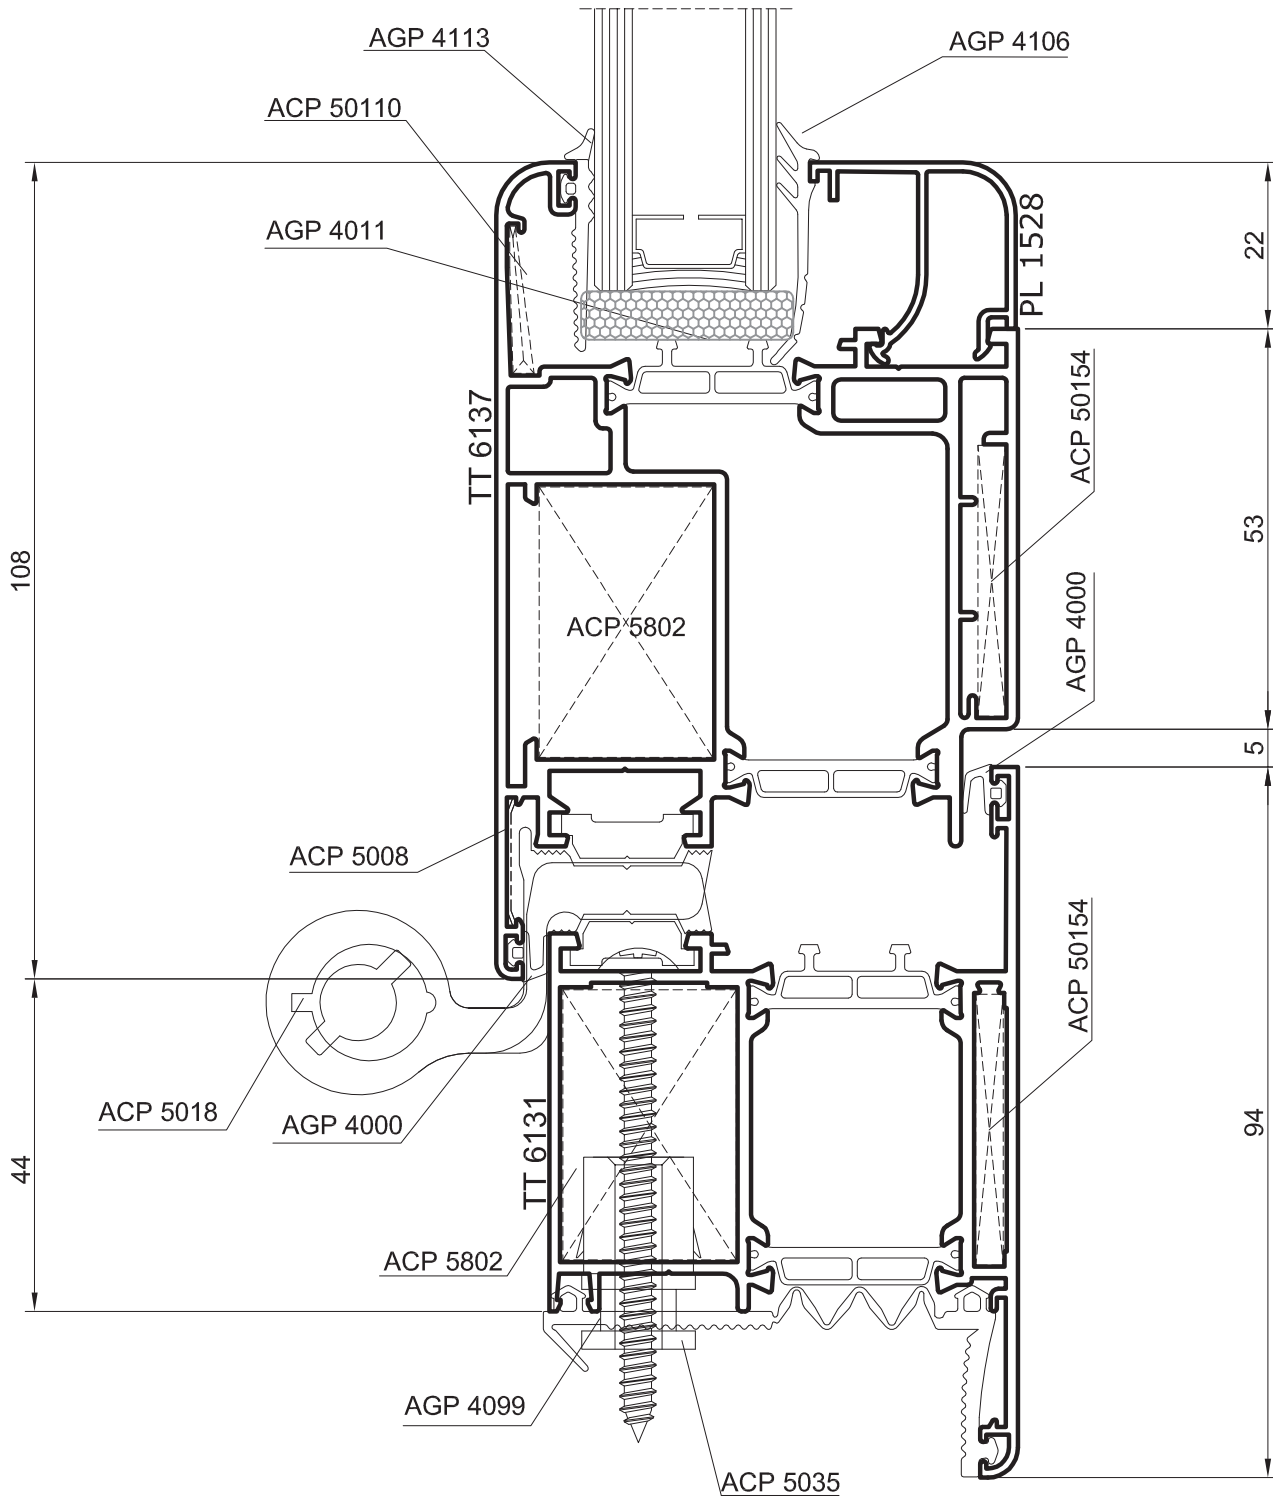 AGP 4113
AGP 4106
ACP 50110
AGP 4011
PL 1528
22
TT 6137
ACP 50154
53
108
ACP 5802
AGP 4000
5
ACP 5008
ACP 50154
ACP 5018
AGP 4000
TT 6131
94
44
ACP 5802
AGP 4099
ACP 5035